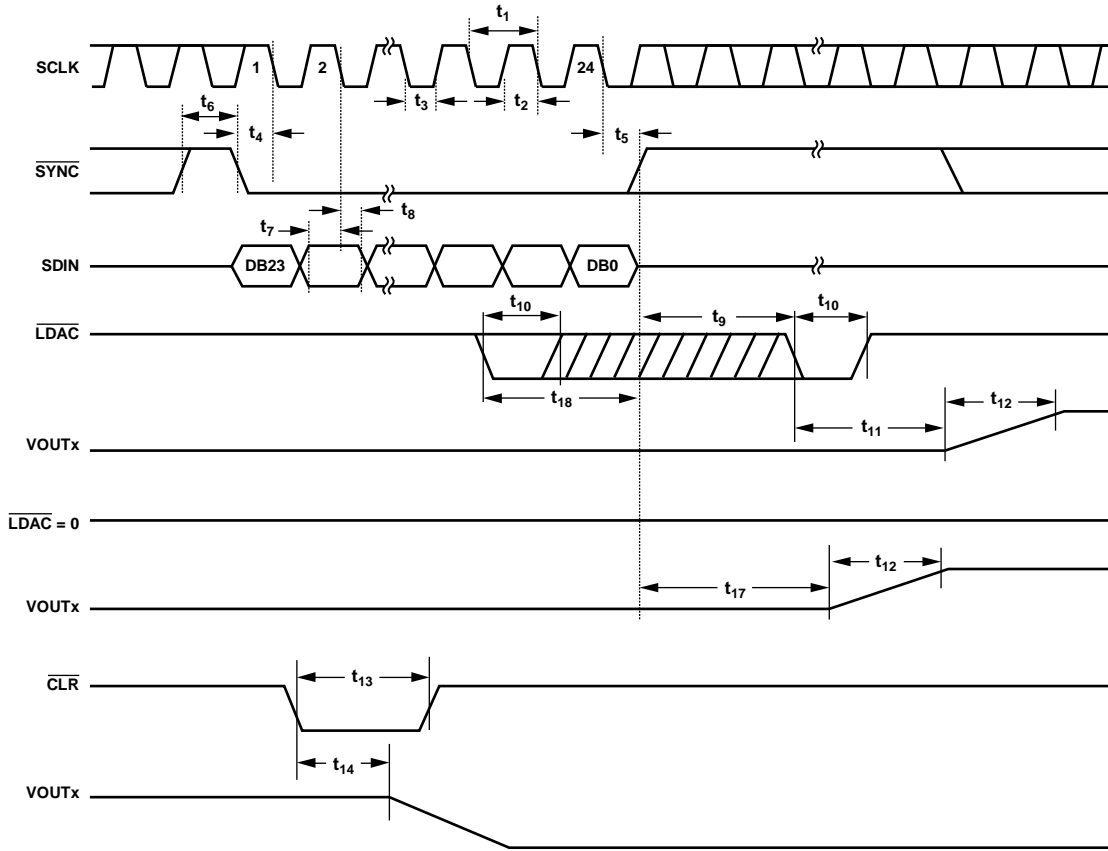 t1
SCLK
1
2
24
t3
t2
t6
t4
t5
SYNC
t7
t8
SDIN
DB23
DB0
t10
t9
t10
LDAC
t18
t12
t11
VOUTx
LDAC = 0
t12
t17
VOUTx
t13
CLR
t14
VOUTx